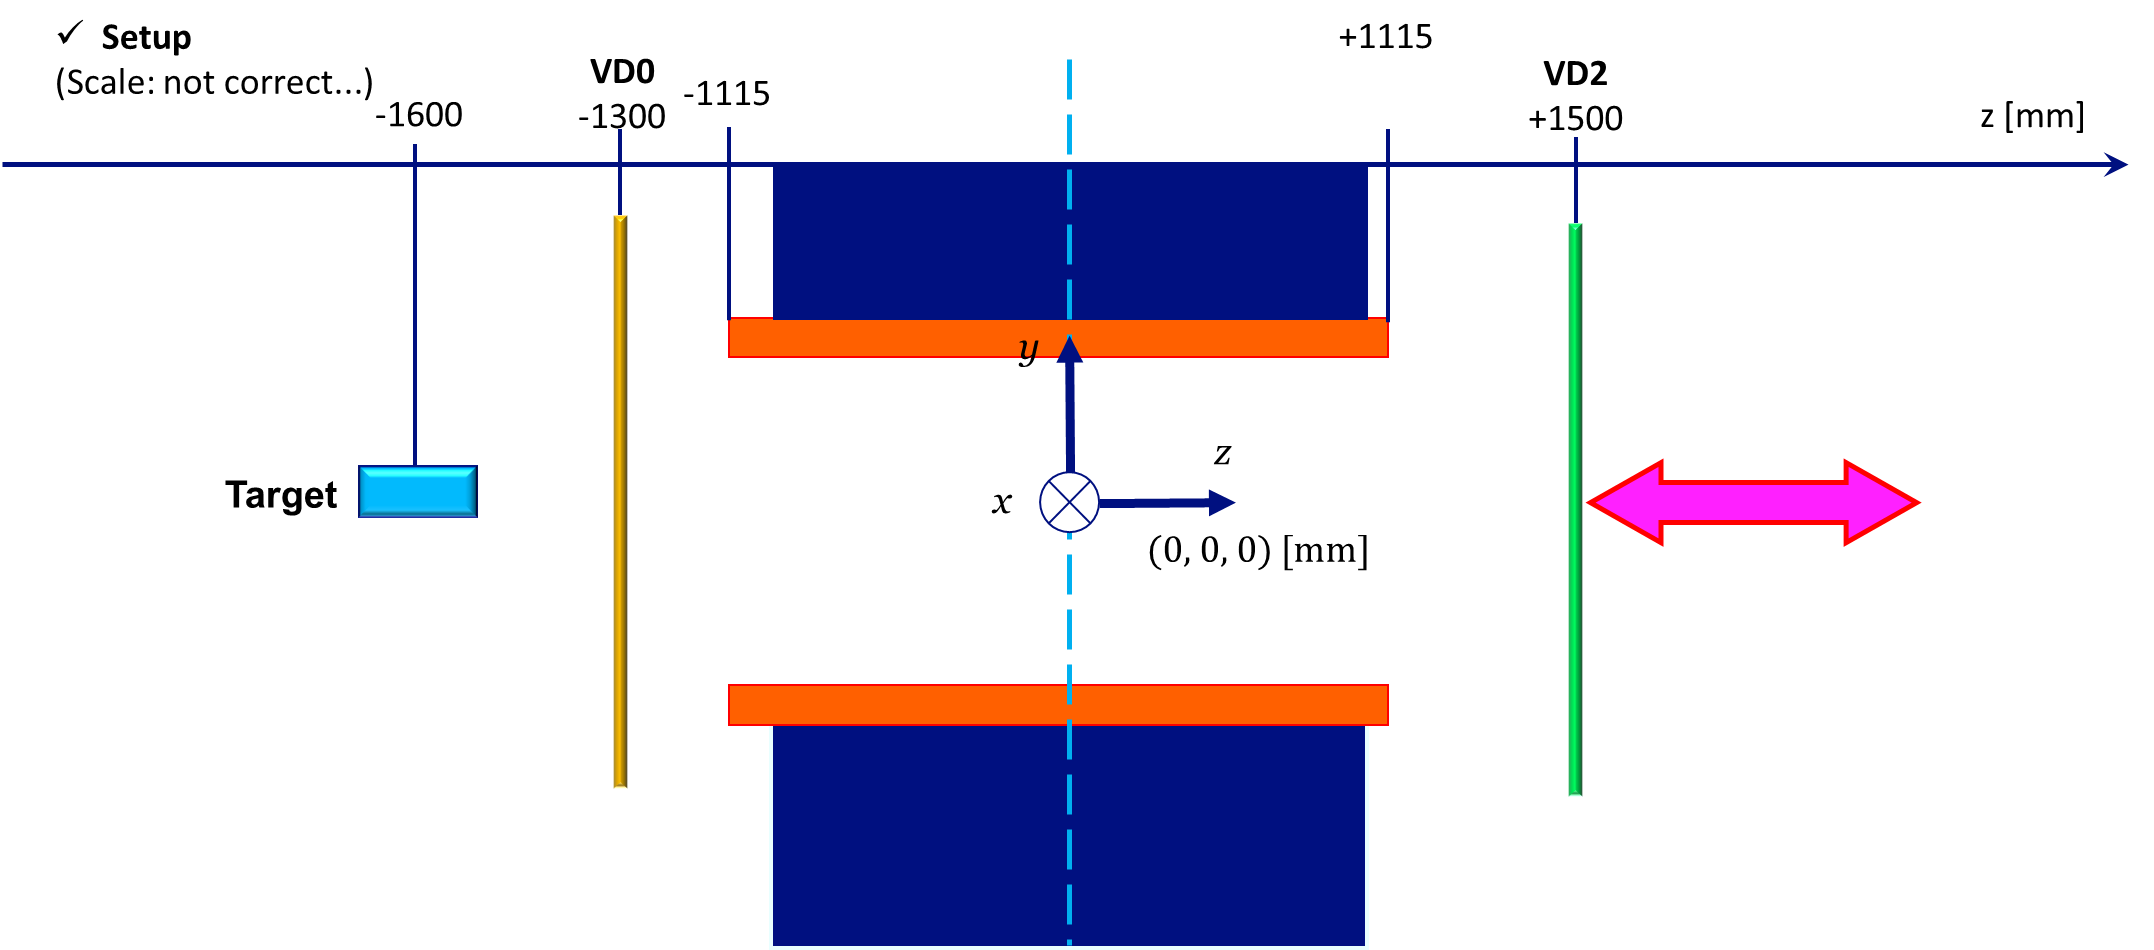 ✓ Setup
(Scale: not correct...)
-1600
VD0
-1300
-1115
+1115
VD2
+1500
z [mm]
y
z
x
Target
(0, 0, 0) [mm]